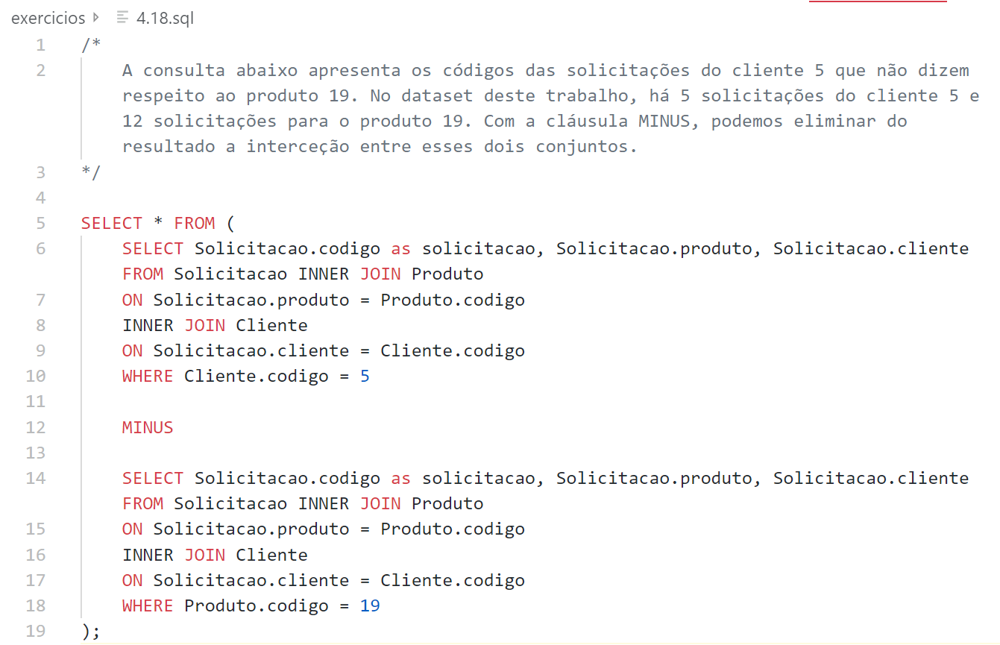 exercicios 4.18.sql
1 /*
2 A consulta abaixo apresenta os códigos das solicitações do cliente 5 que não dizem
respeito ao produto 19. No dataset deste trabalho, há 5 solicitações do cliente 5 e
12 solicitações para o produto 19. Com a cláusula MINUS, podemos eliminar do
resultado a interceção entre esses dois conjuntos.
3 */
4
5 SELECT * FROM (
6 SELECT Solicitacao.codigo as solicitacao, Solicitacao.produto, Solicitacao.cliente
FROM Solicitacao INNER JOIN Produto
7 ON Solicitacao.produto = Produto.codigo
8 INNER JOIN Cliente
9 ON Solicitacao.cliente = Cliente.codigo
10 WHERE Cliente.codigo = 5
11
12 MINUS
13
14 SELECT Solicitacao.codigo as solicitacao, Solicitacao.produto, Solicitacao.cliente
FROM Solicitacao INNER JOIN Produto
15 ON Solicitacao.produto = Produto.codigo
16 INNER JOIN Cliente
17 ON Solicitacao.cliente = Cliente.codigo
18 WHERE Produto.codigo = 19
19 );